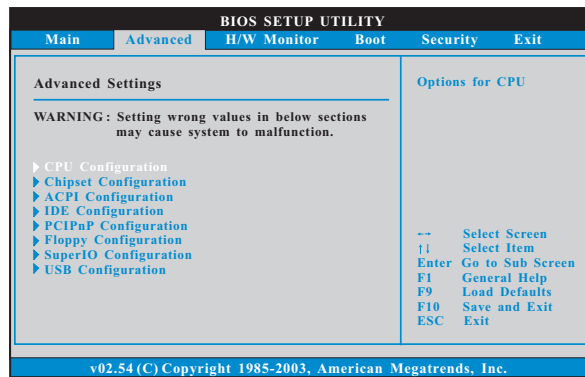 BIOS SETUP UTILITY
Main Advanced H/W Monitor Boot Security Exit
Advanced Settings
WARNING : Setting wrong values in below sections
may cause system to malfunction.
CPU Configuration
Chipset Configuration
ACPI Configuration
IDE Configuration
PCIPnP Configuration
Floppy Configuration
SuperIO Configuration
USB Configuration
Options for CPU
←→ Select Screen
↑↓ Select Item
Enter Go to Sub Screen
F1 General Help
F9 Load Defaults
F10 Save and Exit
ESC Exit
v02.54 (C) Copyright 1985-2003, American Megatrends, Inc.